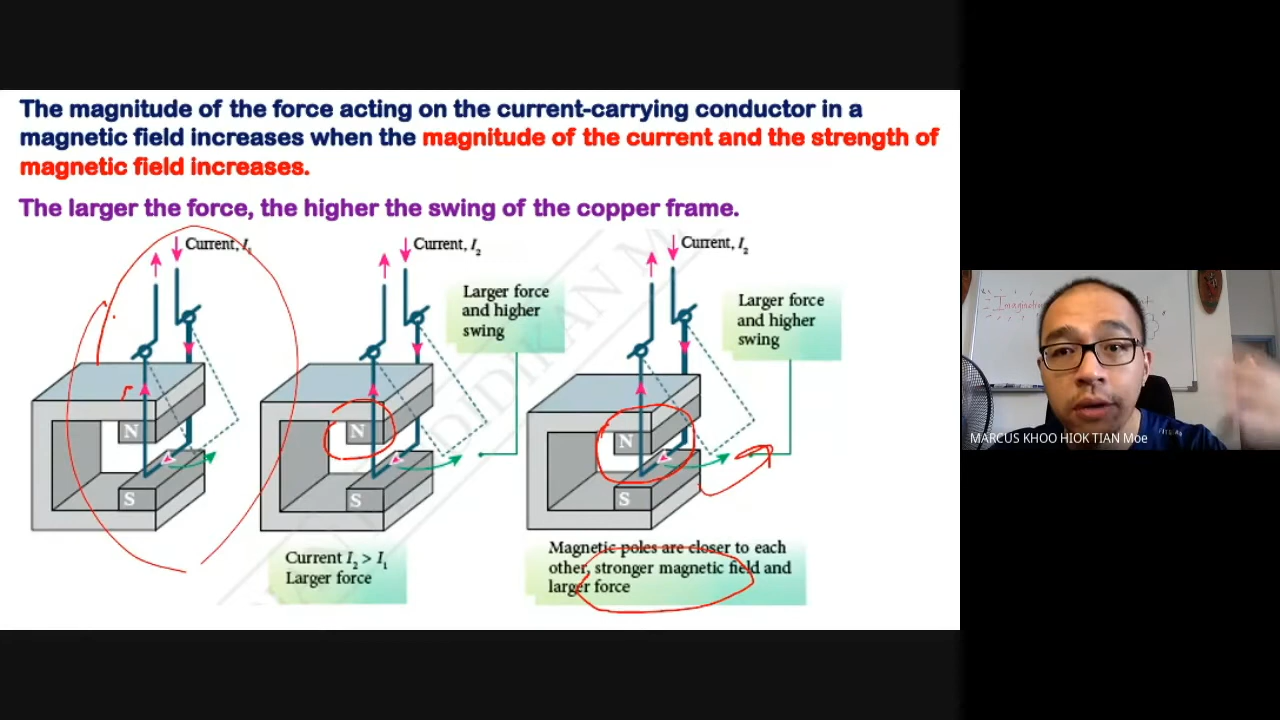 The magnitude of the force acting on the current-carrying conductor in a
magnetic field increases when the magnitude of the current and the strength of
magnetic field increases.
The larger the force, the higher the swing of the copper frame.
Current, I₁
Current, I₂
Current, I₂
Larger force
and higher
swing
Larger force
and higher
swing
N
N
N
S
S
S
Current I₂ > I₁
Larger force
Magnetic poles are closer to each
other, stronger magnetic field and
larger force
MARCUS KHOO HIOK TIAN Moe